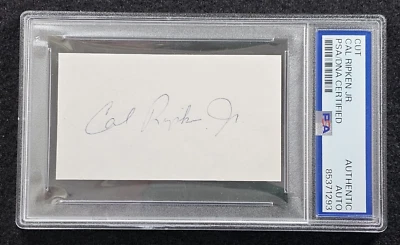 Cal Ripken, Jr
CUT
CAL RIPKEN JR.
PSA/DNA CERTIFIED
PSA
AUTHENTIC
AUTO
85371293